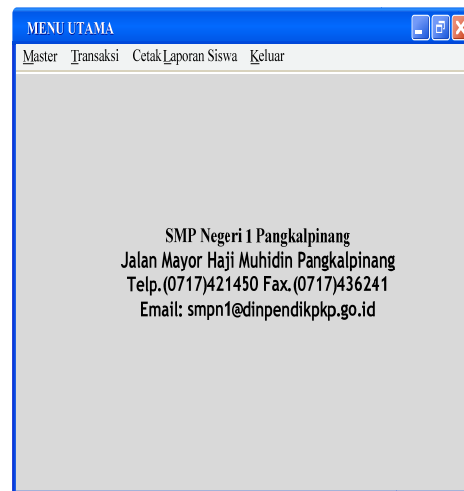 MENU UTAMA
Master Transaksi Cetak Laporan Siswa Keluar
SMP Negeri 1 Pangkalpinang
Jalan Mayor Haji Muhidin Pangkalpinang
Telp.(0717)421450 Fax.(0717)436241
Email: smpn1@dinpendikpkp.go.id